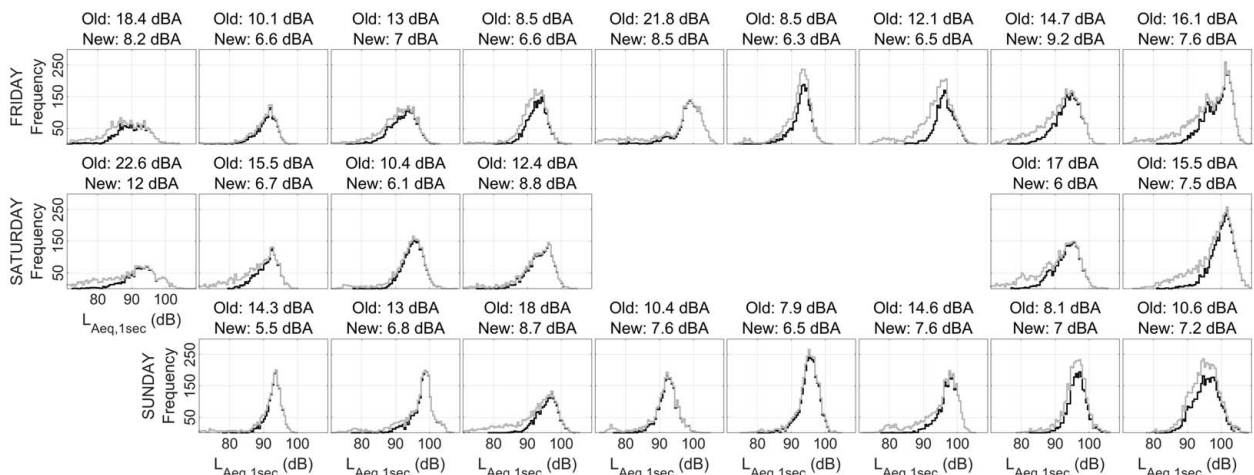 Old: 18.4 dBA Old: 10.1 dBA Old: 13 dBA Old: 8.5 dBA Old: 21.8 dBA Old: 8.5 dBA Old: 12.1 dBA Old: 14.7 dBA Old: 16.1 dBA
New: 8.2 dBA New: 6.6 dBA New: 7 dBA New: 6.6 dBA New: 8.5 dBA New: 6.3 dBA New: 6.5 dBA New: 9.2 dBA New: 7.6 dBA
FRIDAY
Frequency
250
150
50
Old: 22.6 dBA Old: 15.5 dBA Old: 10.4 dBA Old: 12.4 dBA Old: 17 dBA Old: 15.5 dBA
New: 12 dBA New: 6.7 dBA New: 6.1 dBA New: 8.8 dBA New: 6 dBA New: 7.5 dBA
SATURDAY
Frequency
250
150
50
80 90 100
L_Aeq,1sec (dB)
Old: 14.3 dBA Old: 13 dBA Old: 18 dBA Old: 10.4 dBA Old: 7.9 dBA Old: 14.6 dBA Old: 8.1 dBA Old: 10.6 dBA
New: 5.5 dBA New: 6.8 dBA New: 8.7 dBA New: 7.6 dBA New: 6.5 dBA New: 7.6 dBA New: 7 dBA New: 7.2 dBA
SUNDAY
Frequency
250
150
50
80 90 100 80 90 100 80 90 100 80 90 100 80 90 100 80 90 100 80 90 100 80 90 100
L_Aeq,1sec (dB) L_Aeq,1sec (dB) L_Aeq,1sec (dB) L_Aeq,1sec (dB) L_Aeq,1sec (dB) L_Aeq,1sec (dB) L_Aeq,1sec (dB) L_Aeq,1sec (dB)